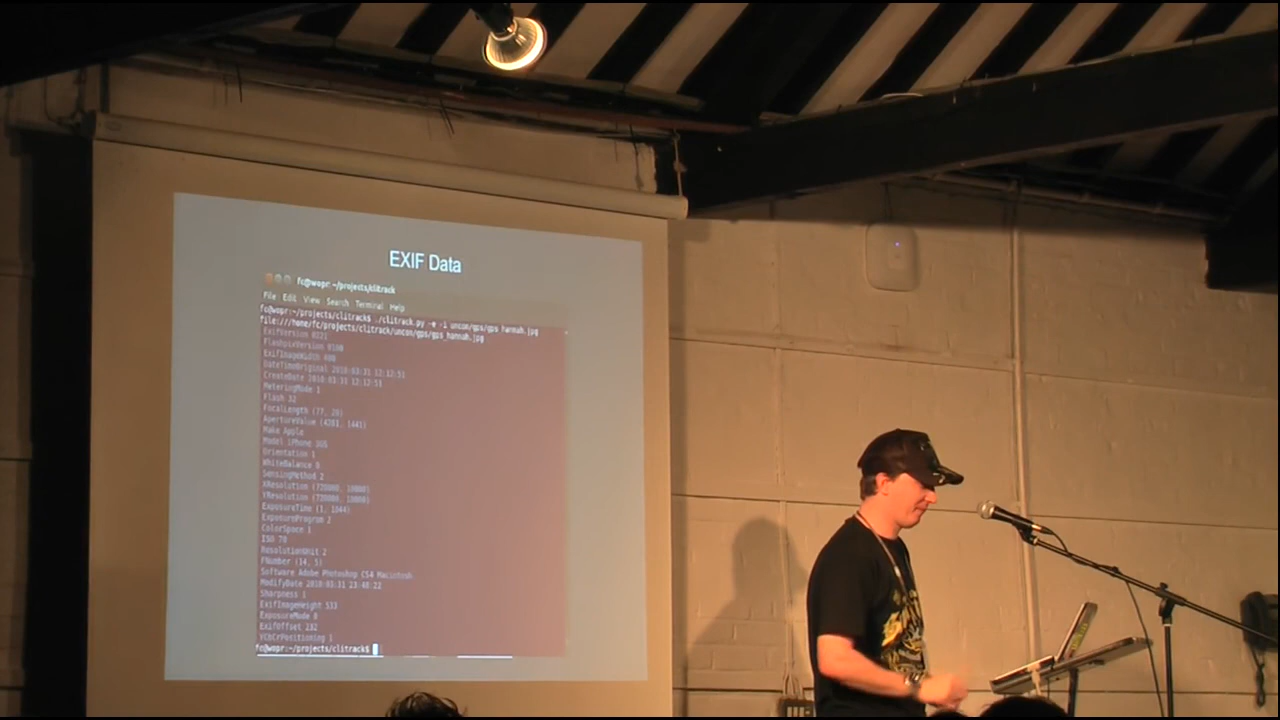 EXIF Data
fc@wopr: ~/projects/clitrack
File Edit View Search Terminal Help
fc@wopr:~/projects/clitrack$ ./clitrack.py -e -i uncon/gps/gps_hannah.jpg
file:///home/fc/projects/clitrack/uncon/gps/gps_hannah.jpg
ExifVersion 0221
FlashpixVersion 0100
ExifImageWidth 400
DateTimeOriginal 2010:03:31 12:12:53
CreateDate 2010:03:31 12:12:53
MeteringMode 1
Flash 32
FocalLength (77, 20)
ApertureValue (4281, 1441)
Make Apple
Model iPhone 3GS
Orientation 1
WhiteBalance 0
SensingMethod 2
XResolution (720000, 10000)
YResolution (720000, 10000)
ExposureTime (1, 1044)
ExposureProgram 2
ColorSpace 1
ISO 70
ResolutionUnit 2
FNumber (14, 5)
Software Adobe Photoshop CS4 Macintosh
ModifyDate 2010:03:31 23:40:22
Sharpness 1
ExifImageHeight 533
ExposureMode 0
ExifOffset 232
YCbCrPositioning 1
fc@wopr:~/projects/clitrack$